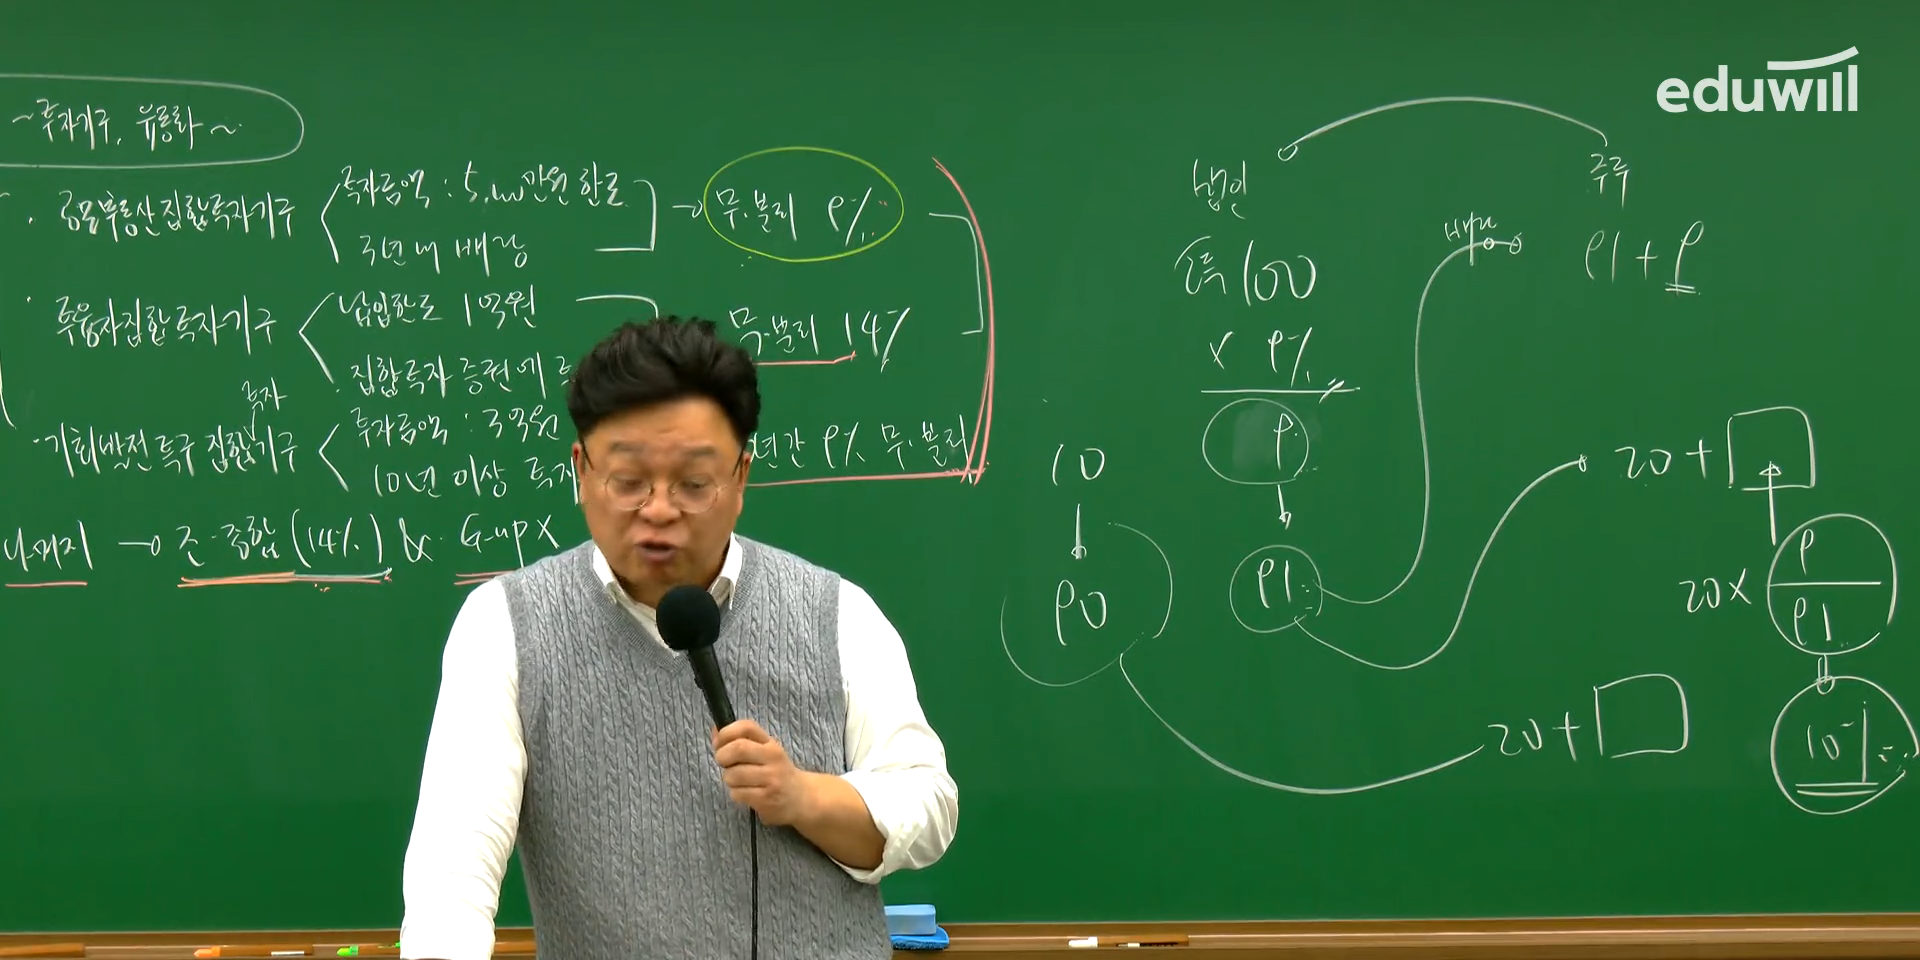 eduwill
~투자기구, 유동화~
· 공모부동산집합투자기구
투자금액 : 5,000만원 한도
3년 내 배당
→ 무.분리 9%
· 투융자집합투자기구
납입한도 1억원
집합투자 증권에 투
무.분리 14%
투자
· 기회발전특구 집합기구
투자금액 : 3억원
10년 이상 투자
년간 9% 무.분리
나머지 → 조.종합 (14%) & G-up X
법인
주주
소득 100
배당
91 + 9
× 9%
9
10
91
90
20 +
20 ×
9
91
20 +
10%